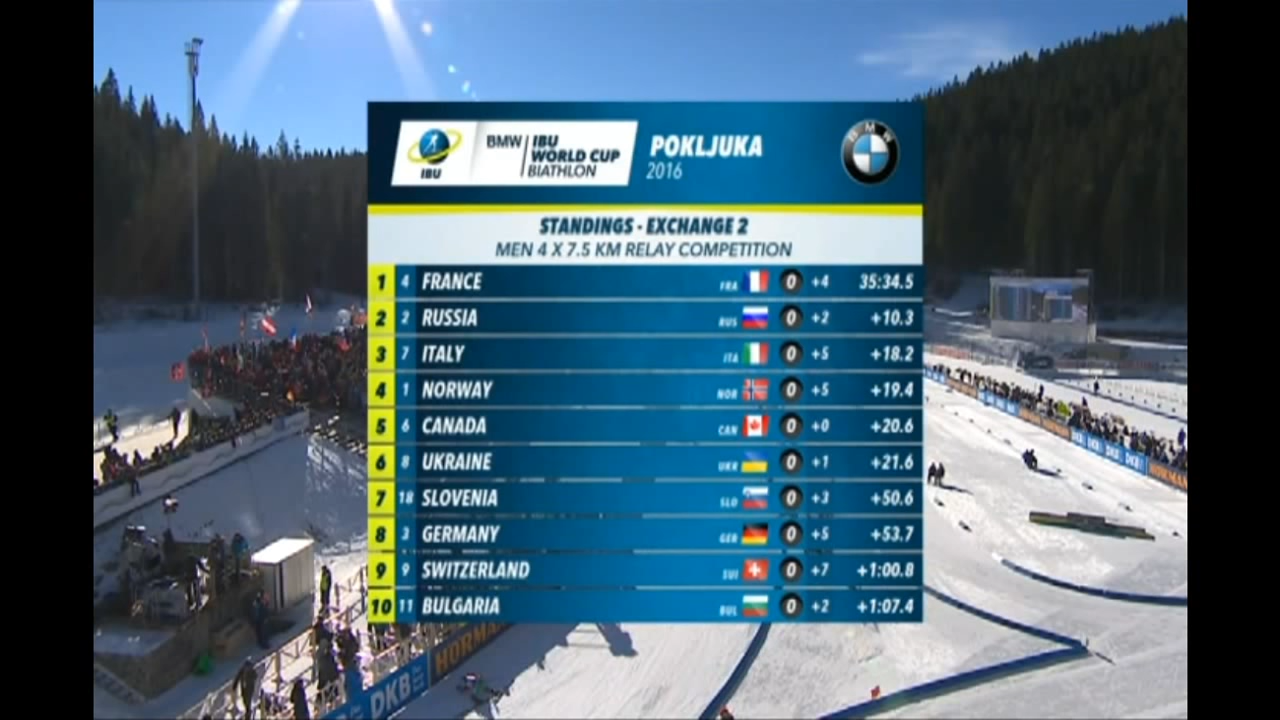 BMW IBU WORLD CUP BIATHLON
IBU
POKLJUKA
2016
BMW
STANDINGS - EXCHANGE 2
MEN 4 X 7.5 KM RELAY COMPETITION
1 4 FRANCE FRA 0 +4 35:34.5
2 2 RUSSIA RUS 0 +2 +10.3
3 7 ITALY ITA 0 +5 +18.2
4 1 NORWAY NOR 0 +5 +19.4
5 6 CANADA CAN 0 +0 +20.6
6 8 UKRAINE UKR 0 +1 +21.6
7 18 SLOVENIA SLO 0 +3 +50.6
8 3 GERMANY GER 0 +5 +53.7
9 9 SWITZERLAND SUI 0 +7 +1:00.8
10 11 BULGARIA BUL 0 +2 +1:07.4
DKB DKB DKB
DKB